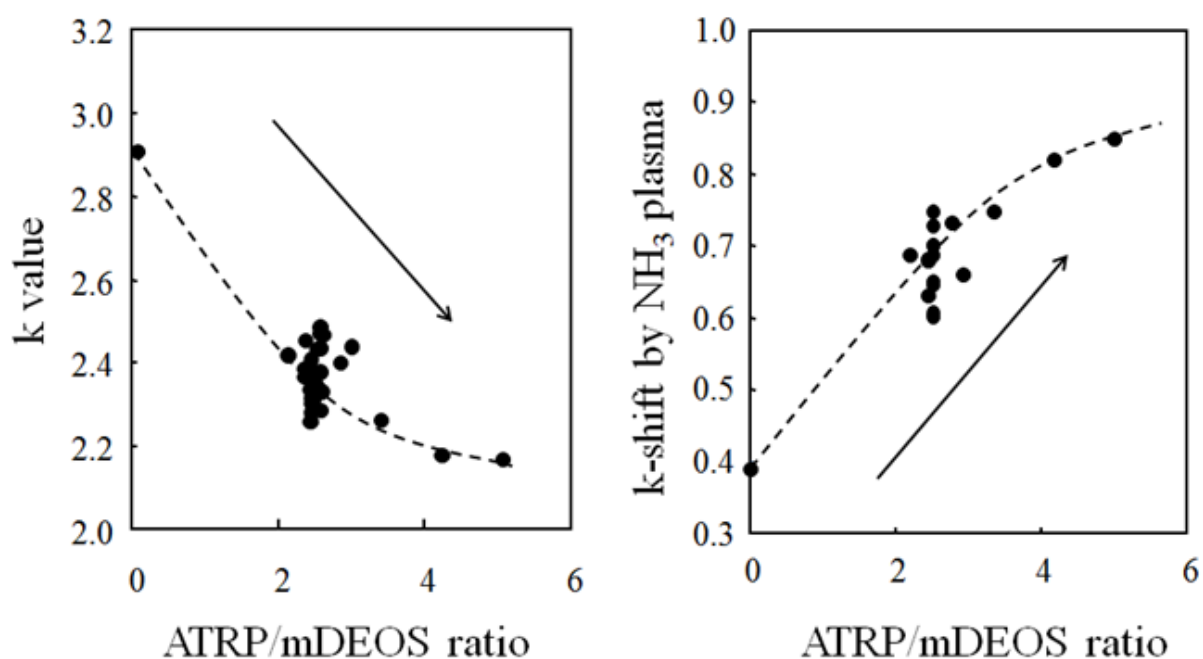 k value
3.2
3.0
2.8
2.6
2.4
2.2
2.0
0 2 4 6
ATRP/mDEOS ratio
k-shift by NH₃ plasma
1.0
0.9
0.8
0.7
0.6
0.5
0.4
0.3
0 2 4 6
ATRP/mDEOS ratio